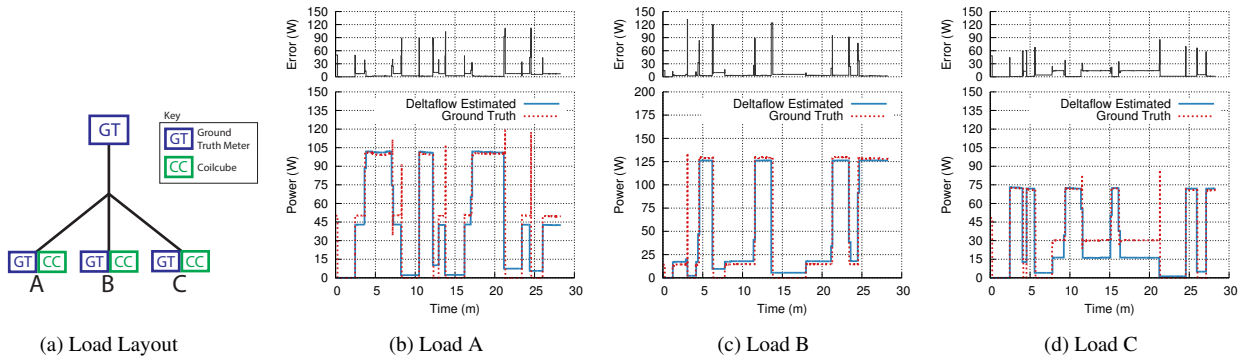 GT
Key
GT Ground Truth Meter
CC Coilcube
GT CC GT CC GT CC
A B C
(a) Load Layout
Error (W)
150
120
90
60
30
0
Power (W)
150
135
120
105
90
75
60
45
30
15
0
Deltaflow Estimated
Ground Truth
0 5 10 15 20 25 30
Time (m)
(b) Load A
Error (W)
150
120
90
60
30
0
Power (W)
200
175
150
125
100
75
50
25
0
Deltaflow Estimated
Ground Truth
0 5 10 15 20 25 30
Time (m)
(c) Load B
Error (W)
150
120
90
60
30
0
Power (W)
150
135
120
105
90
75
60
45
30
15
0
Deltaflow Estimated
Ground Truth
0 5 10 15 20 25 30
Time (m)
(d) Load C